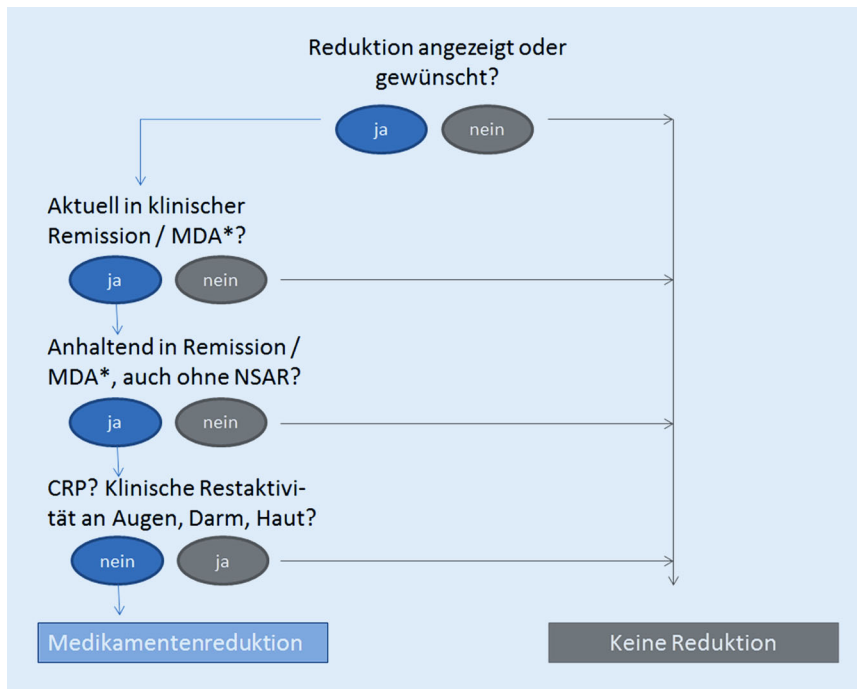 Reduktion angezeigt oder
gewünscht?
ja
nein
Aktuell in klinischer
Remission / MDA*?
ja
nein
Anhaltend in Remission /
MDA*, auch ohne NSAR?
ja
nein
CRP? Klinische Restaktivi-
tät an Augen, Darm, Haut?
nein
ja
Medikamentenreduktion
Keine Reduktion